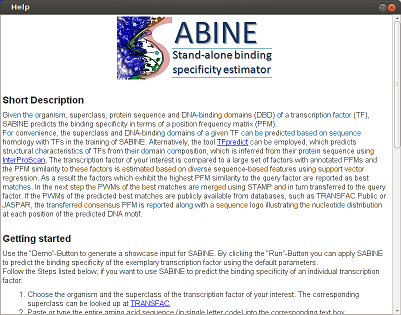 Help
SABINE
Stand-alone binding
specificity estimator
Short Description
Given the organism, superclass, protein sequence and DNA-binding domains (DBD) of a transcription factor (TF),
SABINE predicts the binding specificity in terms of a position frequency matrix (PFM).
For convenience, the superclass and DNA-binding domains of a given TF can be predicted based on sequence
homology with TFs in the training of SABINE. Alternatively, the tool TFpredict can be employed, which predicts
structural characteristics of TFs from their domain composition, which is inferred from their protein sequence using
InterProScan. The transcription factor of your interest is compared to a large set of factors with annotated PFMs and
the PFM similarity to these factors is estimated based on diverse sequence-based features using support vector
regression. As a result the factors which exhibit the highest PFM similarity to the query factor are reported as best
matches. In the next step the PWMs of the best matches are merged using STAMP and in turn transferred to the query
factor. If the PWMs of the predicted best matches are publicly available from databases, such as TRANSFAC Public or
JASPAR, the transferred consensus PFM is reported along with a sequence logo illustrating the nucleotide distribution
at each position of the predicted DNA motif.
Getting started
Use the "Demo"-Button to generate a showcase input for SABINE. By clicking the "Run"-Button you can apply SABINE
to predict the binding specificity of the exemplary transcription factor using the default parameters.
Follow the Steps listed below, if you want to use SABINE to predict the binding specificity of an individual transcription
factor.
1. Choose the organism and the superclass of the transcription factor of your interest. The corresponding
superclass can be looked up at TRANSFAC.
2. Paste or type the entire amino acid sequence (in single letter code) into the corresponding text box.